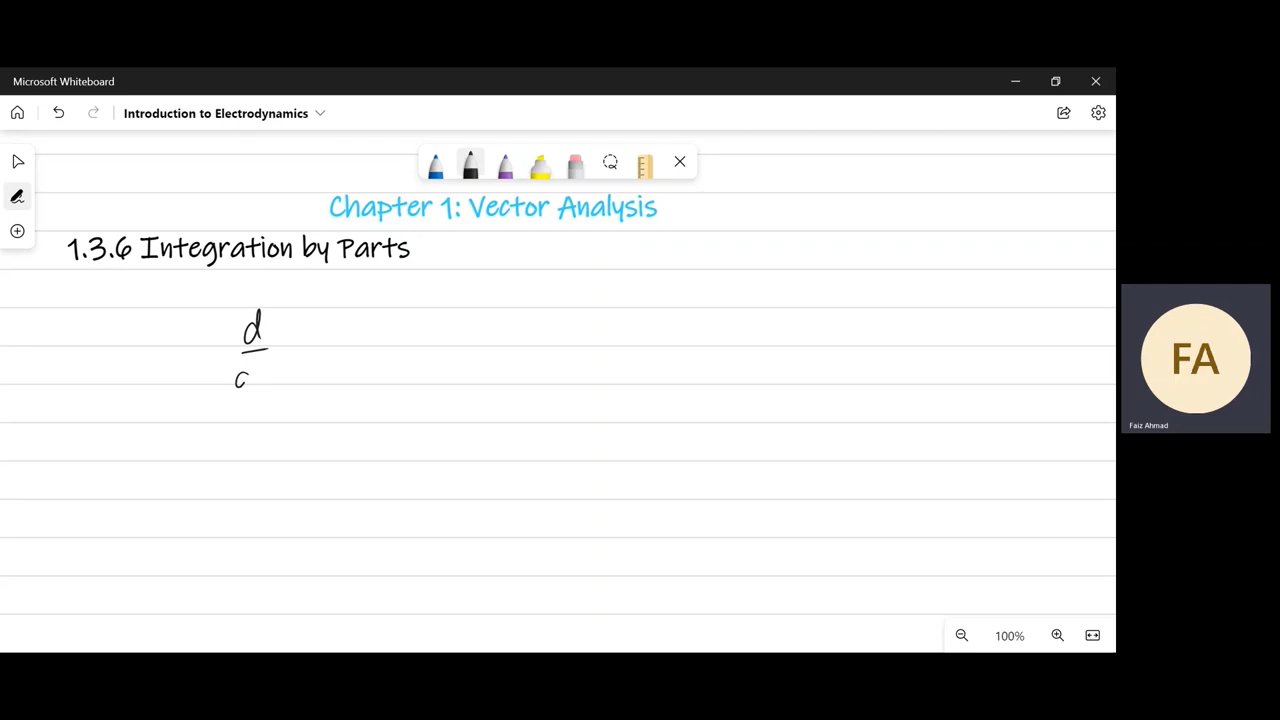 Microsoft Whiteboard
Introduction to Electrodynamics
Chapter 1: Vector Analysis
1.3.6 Integration by Parts
d
c
FA
Faiz Ahmad
100%